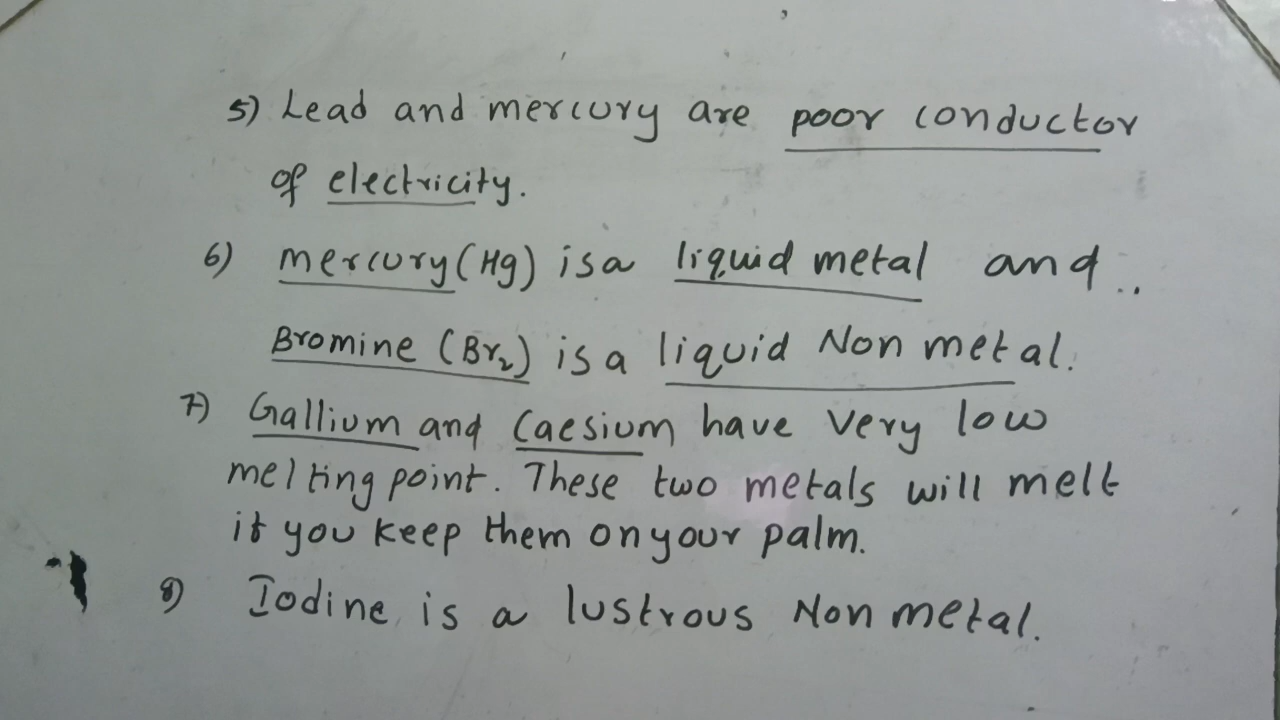 5) Lead and mercury are poor conductor
of electricity.
6) mercury (Hg) is a liquid metal and ..
Bromine (Br₂) is a liquid Non metal.
7) Gallium and Caesium have very low
melting point. These two metals will melt
if you keep them on your palm.
8) Iodine is a lustrous Non metal.